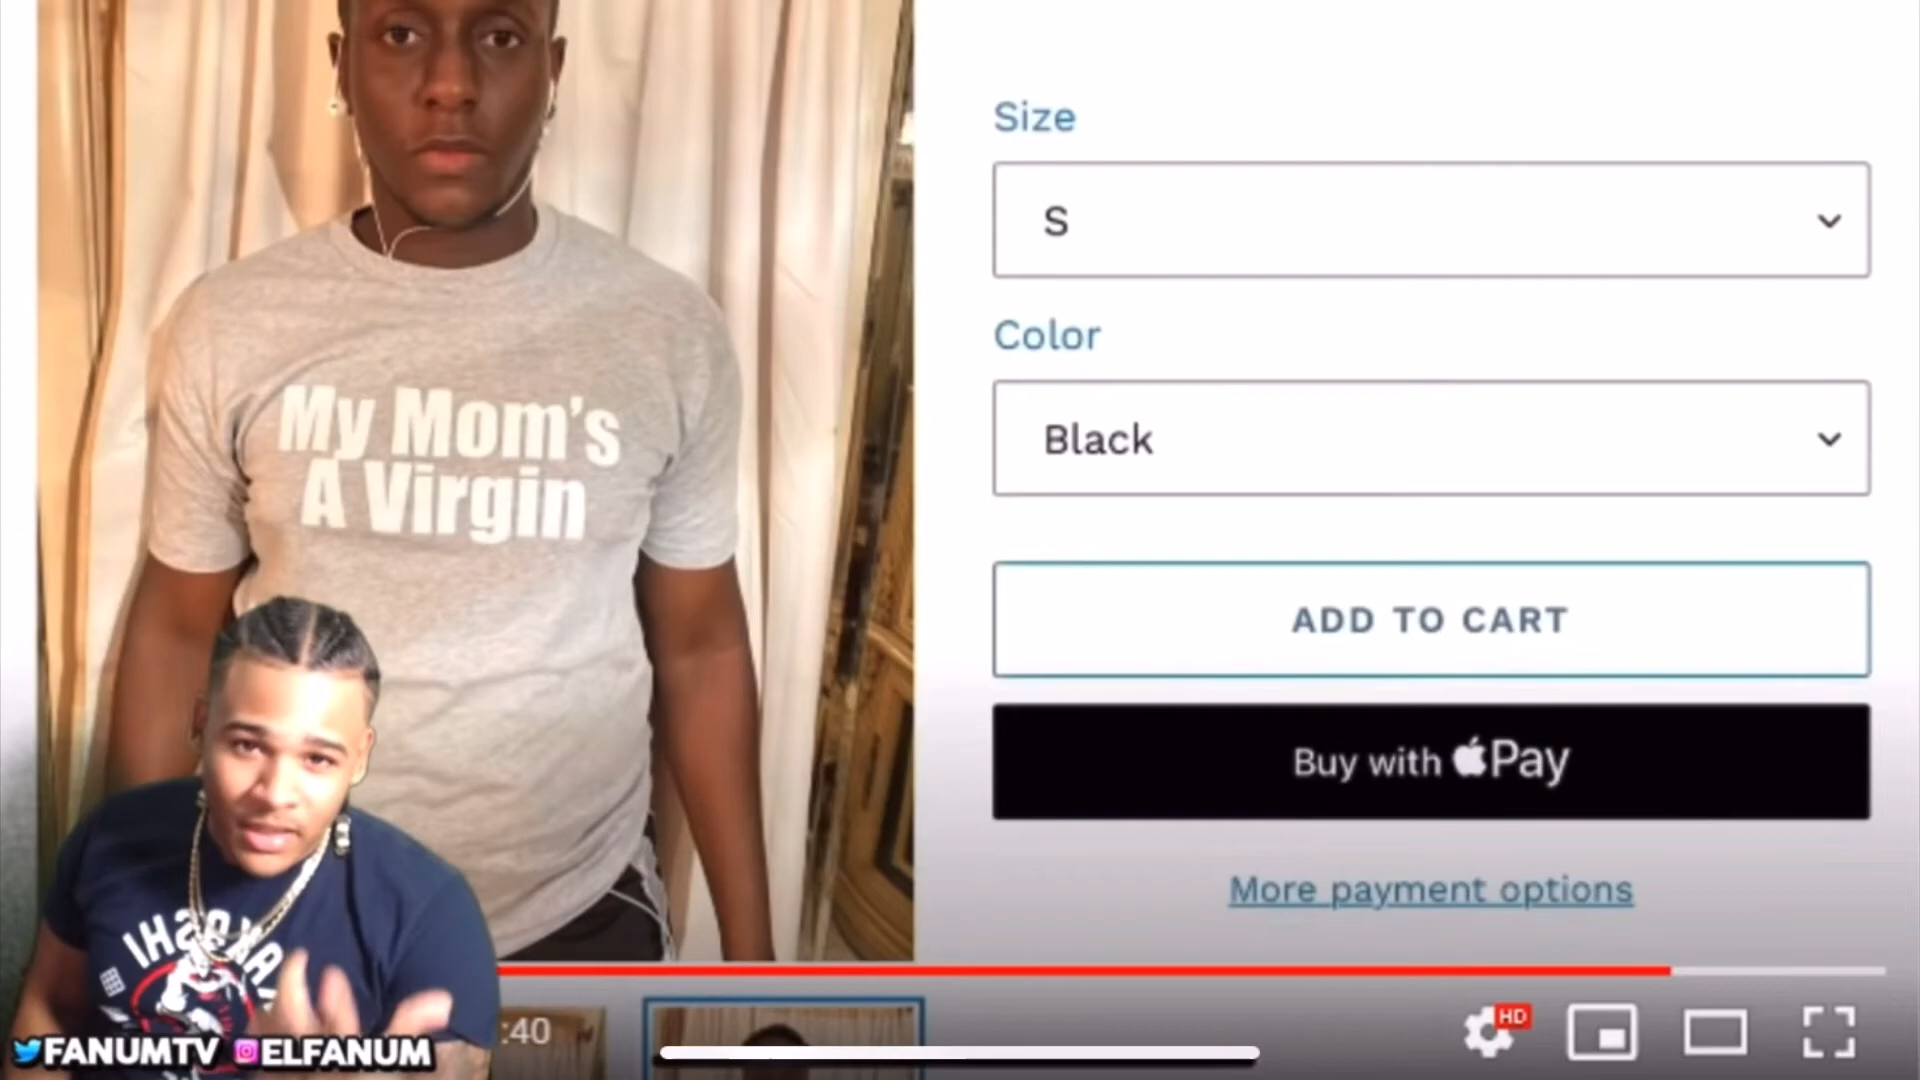 My Mom's
A Virgin
Size
S
Color
Black
ADD TO CART
Buy with Pay
More payment options
:40
HD
FANUMTV ELFANUM